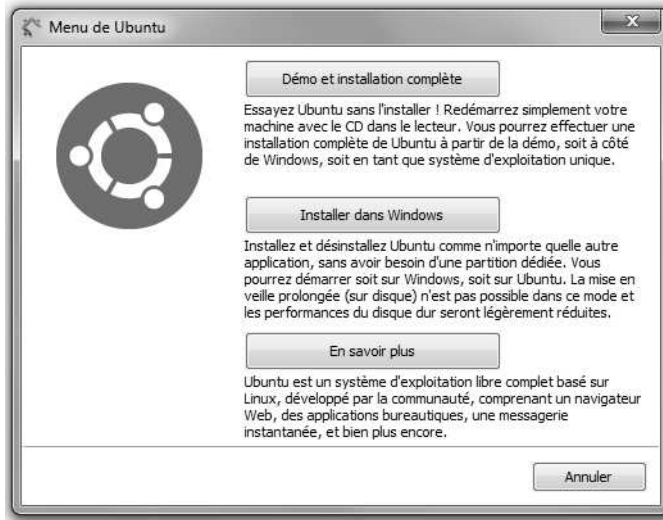 Menu de Ubuntu
x
Démo et installation complète
Essayez Ubuntu sans l'installer ! Redémarrez simplement votre
machine avec le CD dans le lecteur. Vous pourrez effectuer une
installation complète de Ubuntu à partir de la démo, soit à côté
de Windows, soit en tant que système d'exploitation unique.
Installer dans Windows
Installez et désinstallez Ubuntu comme n'importe quelle autre
application, sans avoir besoin d'une partition dédiée. Vous
pourrez démarrer soit sur Windows, soit sur Ubuntu. La mise en
veille prolongée (sur disque) n'est pas possible dans ce mode et
les performances du disque dur seront légèrement réduites.
En savoir plus
Ubuntu est un système d'exploitation libre complet basé sur
Linux, développé par la communauté, comprenant un navigateur
Web, des applications bureautiques, une messagerie
instantanée, et bien plus encore.
Annuler